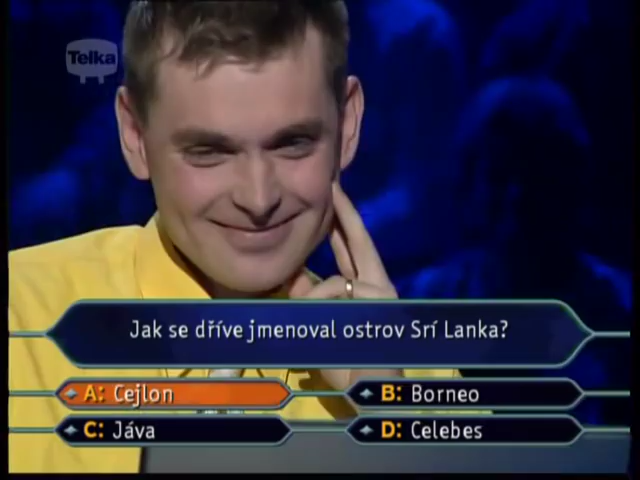 Telka
Jak se dříve jmenoval ostrov Srí Lanka?
A: Cejlon
B: Borneo
C: Jáva
D: Celebes